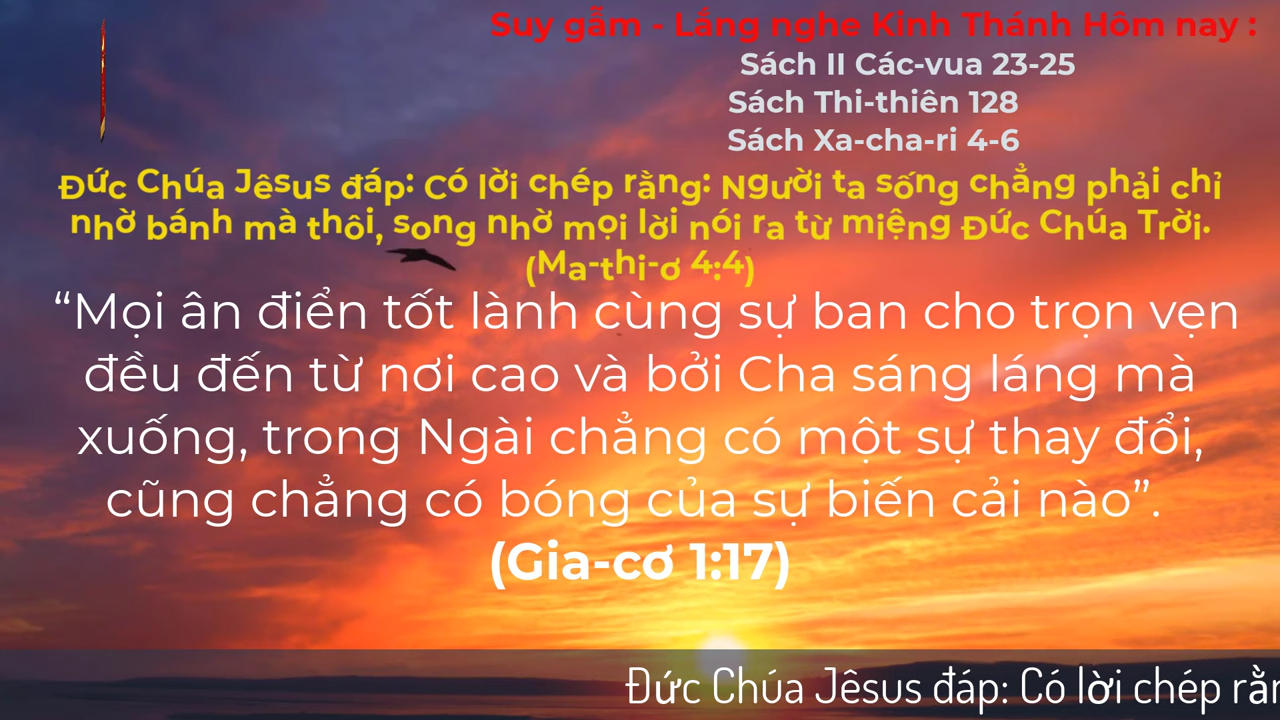 Suy gẫm - Lắng nghe Kinh Thánh Hôm nay :
Sách II Các-vua 23-25
Sách Thi-thiên 128
Sách Xa-cha-ri 4-6
Đức Chúa Jêsus đáp: Có lời chép rằng: Người ta sống chẳng phải chỉ
nhờ bánh mà thôi, song nhờ mọi lời nói ra từ miệng Đức Chúa Trời.
(Ma-thi-ơ 4:4)
“Mọi ân điển tốt lành cùng sự ban cho trọn vẹn
đều đến từ nơi cao và bởi Cha sáng láng mà
xuống, trong Ngài chẳng có một sự thay đổi,
cũng chẳng có bóng của sự biến cải nào”.
(Gia-cơ 1:17)
Đức Chúa Jêsus đáp: Có lời chép